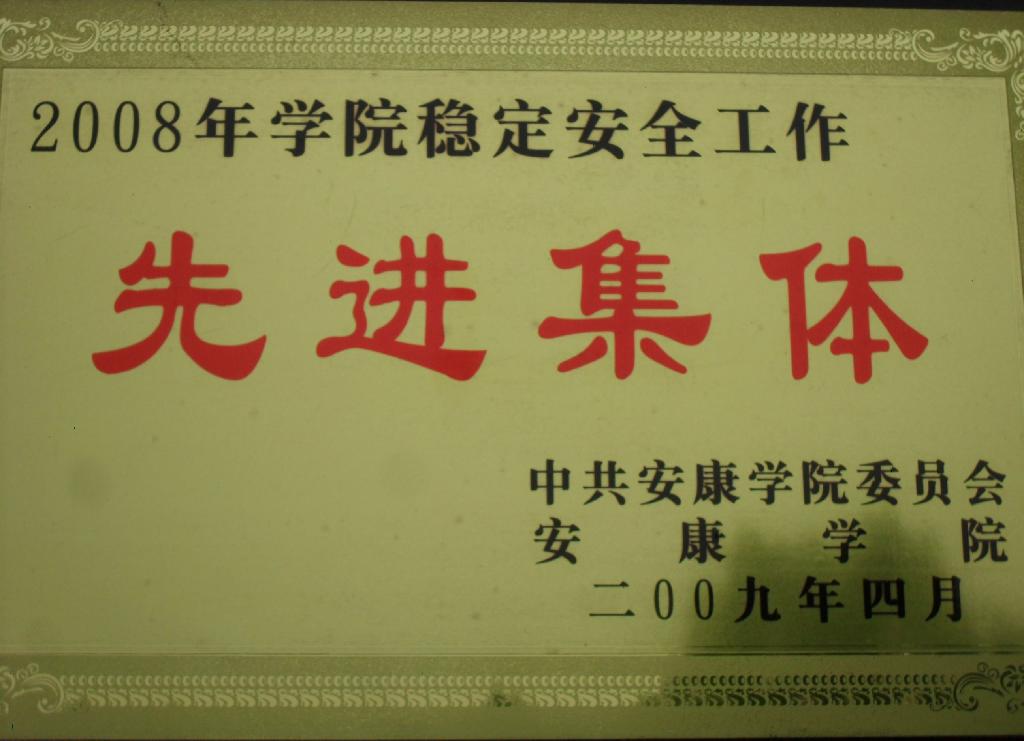 2008年学院稳定安全工作
先进集体
中共安康学院委员会
安康学院
二00九年四月